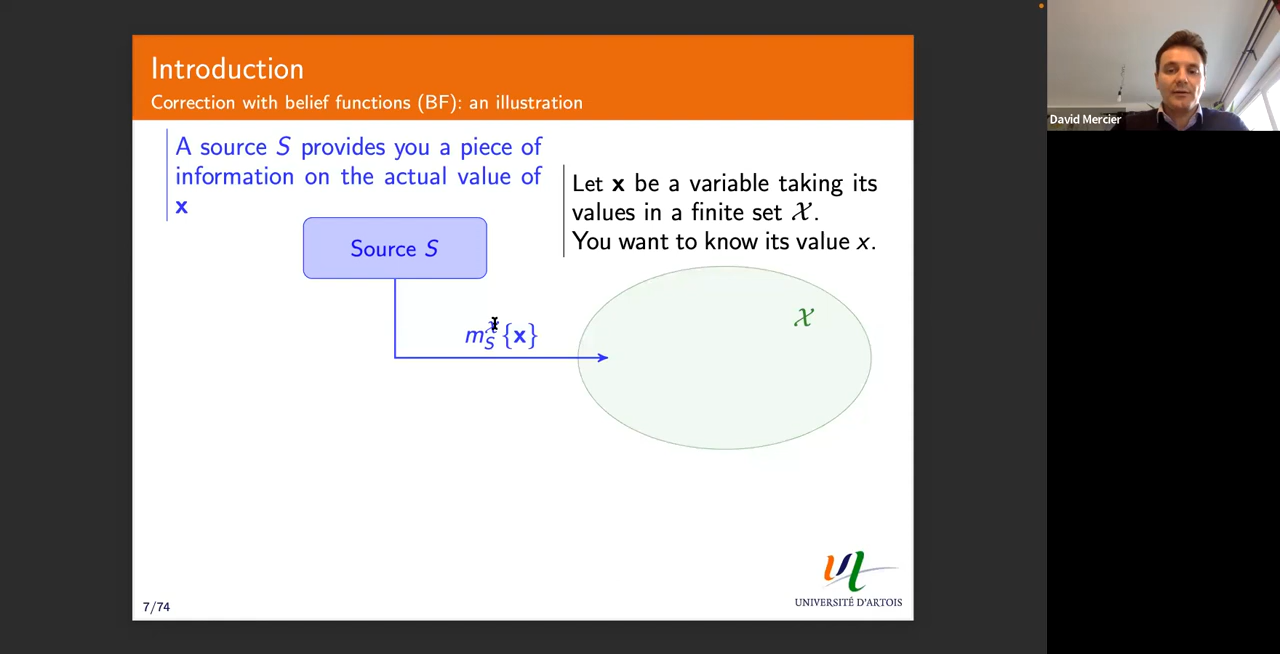 Introduction
Correction with belief functions (BF): an illustration
A source S provides you a piece of
information on the actual value of
x
Let x be a variable taking its
values in a finite set 𝒳.
You want to know its value x.
Source S
𝒳
m_S^𝒳{x}
UNIVERSITÉ D'ARTOIS
7/74
David Mercier